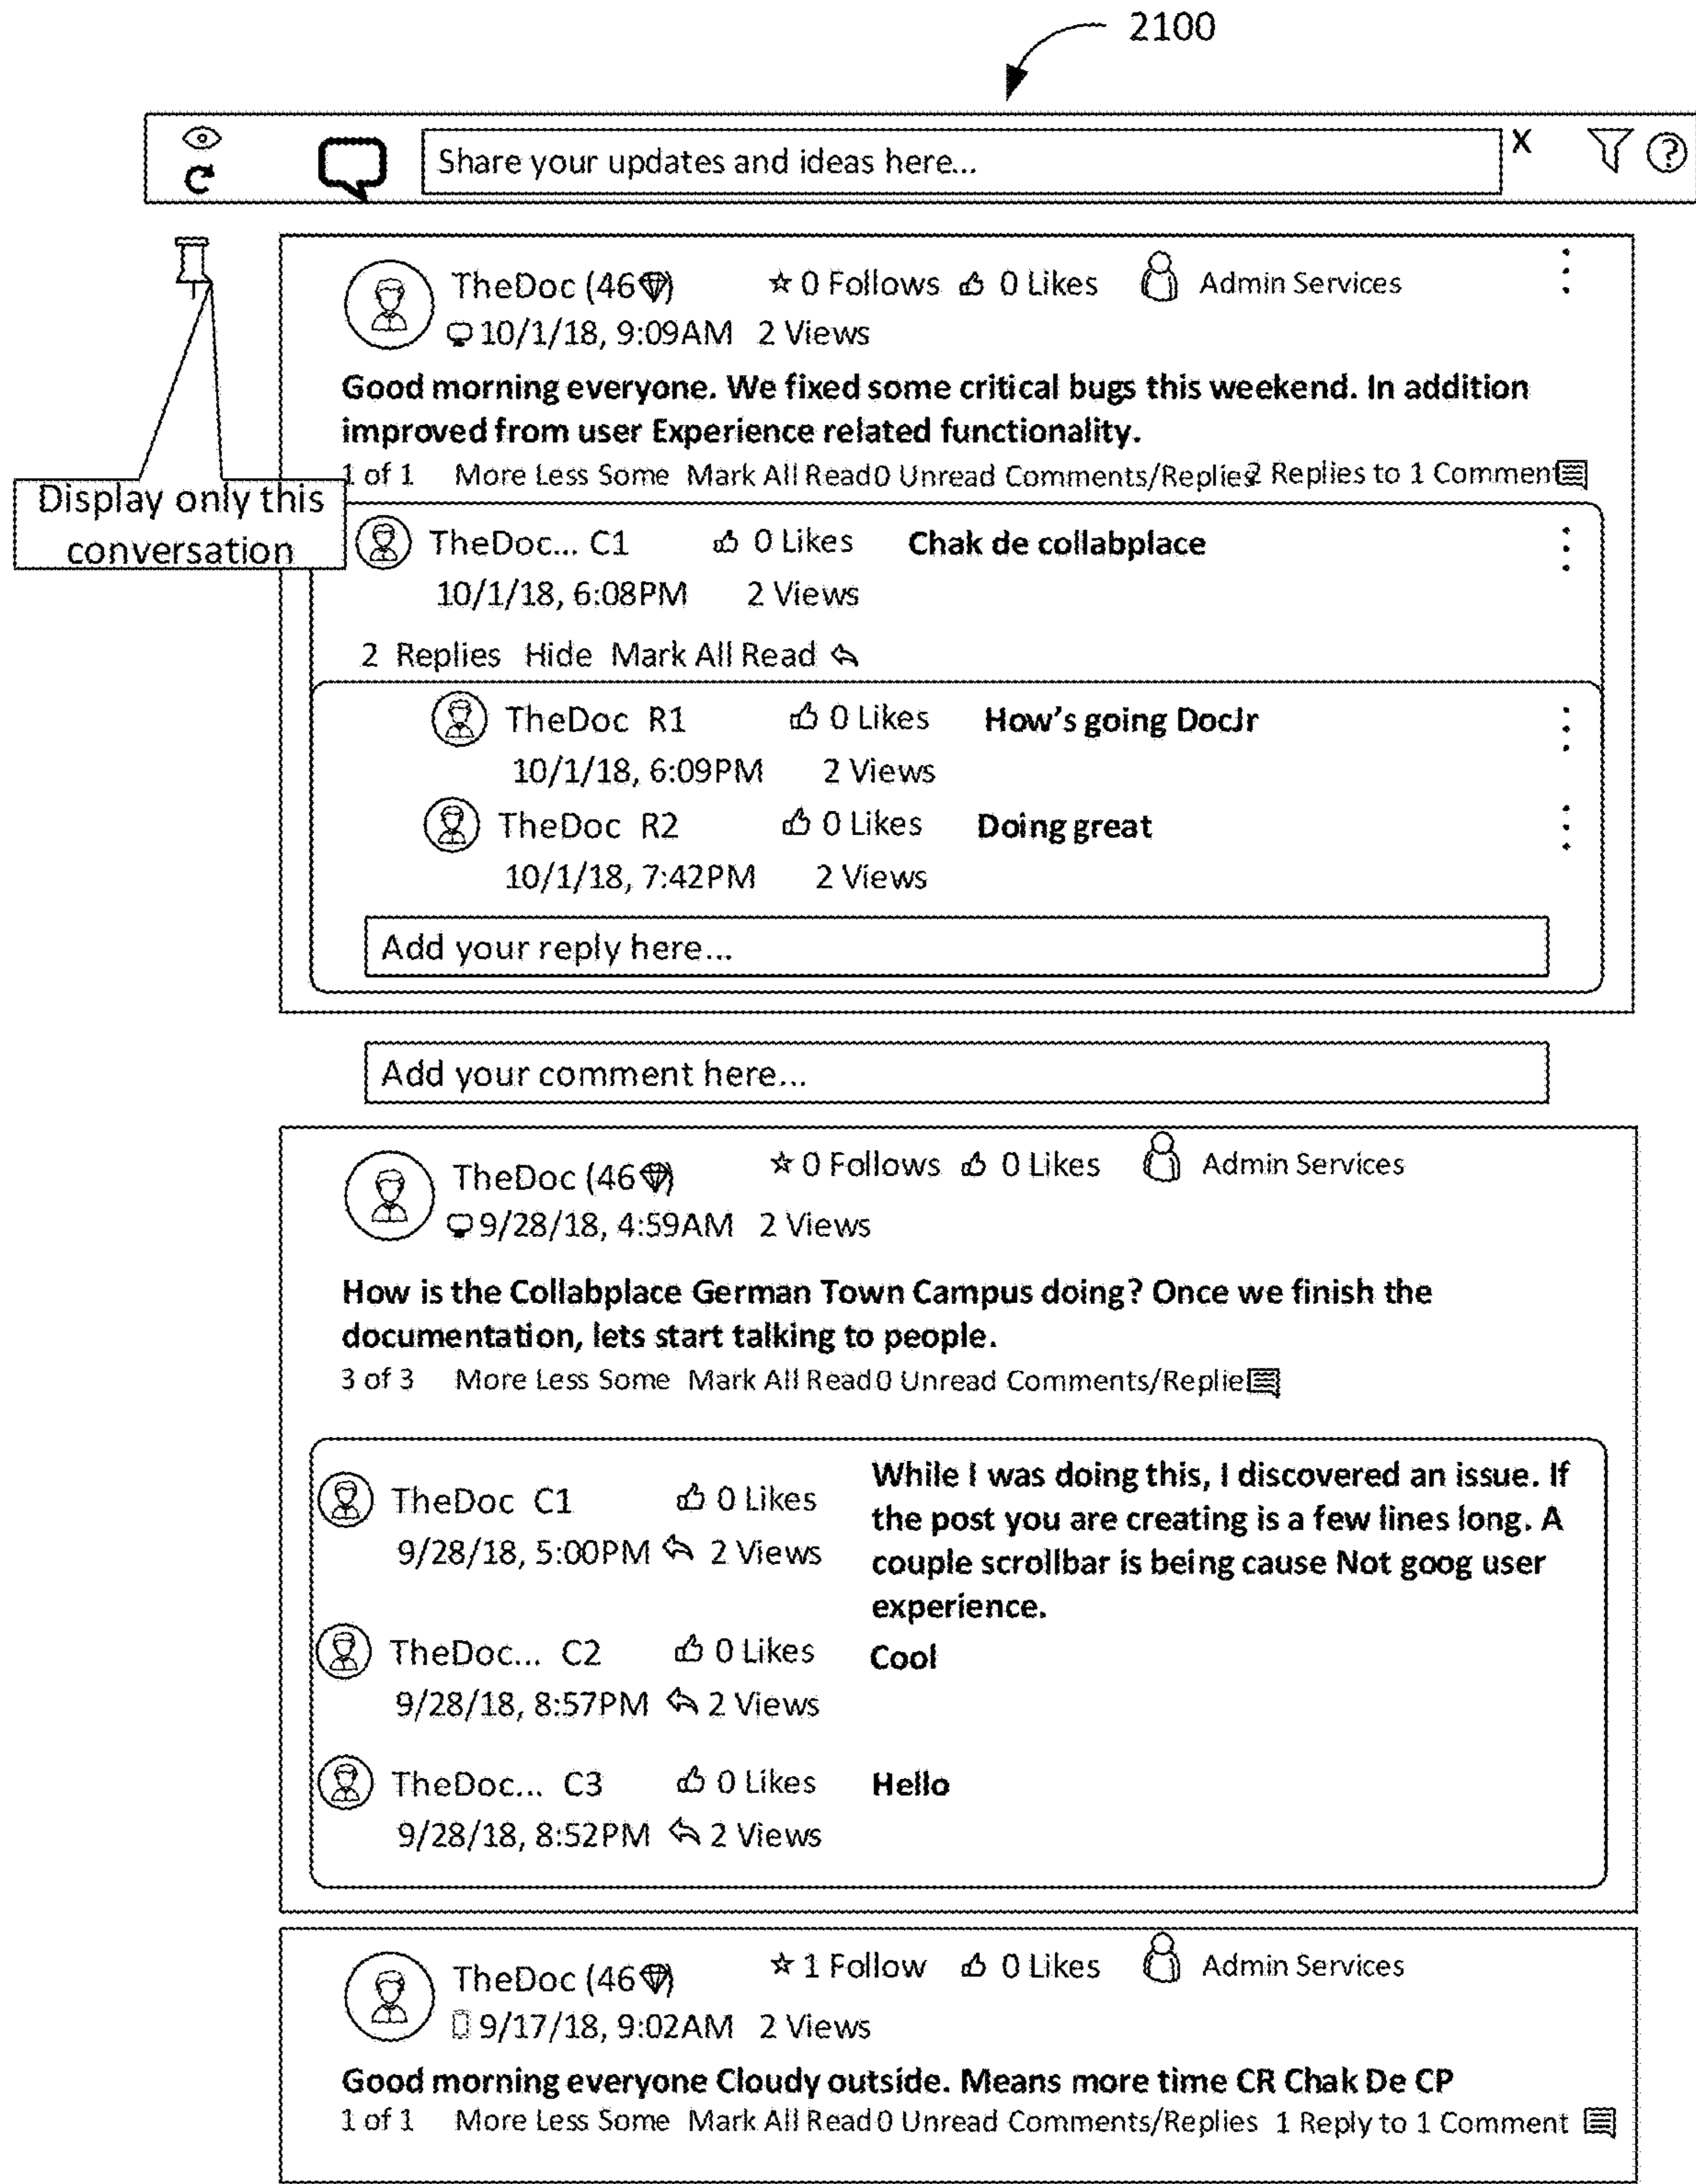 2100
Share your updates and ideas here...
X
?
TheDoc (46) 0 Follows 0 Likes Admin Services
10/1/18, 9:09AM 2 Views
Good morning everyone. We fixed some critical bugs this weekend. In addition
improved from user Experience related functionality.
1 of 1 More Less Some Mark All Read 0 Unread Comments/Replies 2 Replies to 1 Comment
Display only this
conversation
TheDoc... C1 0 Likes Chak de collabplace
10/1/18, 6:08PM 2 Views
2 Replies Hide Mark All Read
TheDoc R1 0 Likes How's going DocJr
10/1/18, 6:09PM 2 Views
TheDoc R2 0 Likes Doing great
10/1/18, 7:42PM 2 Views
Add your reply here...
Add your comment here...
TheDoc (46) 0 Follows 0 Likes Admin Services
9/28/18, 4:59AM 2 Views
How is the Collabplace German Town Campus doing? Once we finish the
documentation, lets start talking to people.
3 of 3 More Less Some Mark All Read 0 Unread Comments/Replie
TheDoc C1 0 Likes
9/28/18, 5:00PM 2 Views
While I was doing this, I discovered an issue. If
the post you are creating is a few lines long. A
couple scrollbar is being cause Not goog user
experience.
TheDoc... C2 0 Likes Cool
9/28/18, 8:57PM 2 Views
TheDoc... C3 0 Likes Hello
9/28/18, 8:52PM 2 Views
TheDoc (46) 1 Follow 0 Likes Admin Services
9/17/18, 9:02AM 2 Views
Good morning everyone Cloudy outside. Means more time CR Chak De CP
1 of 1 More Less Some Mark All Read 0 Unread Comments/Replies 1 Reply to 1 Comment